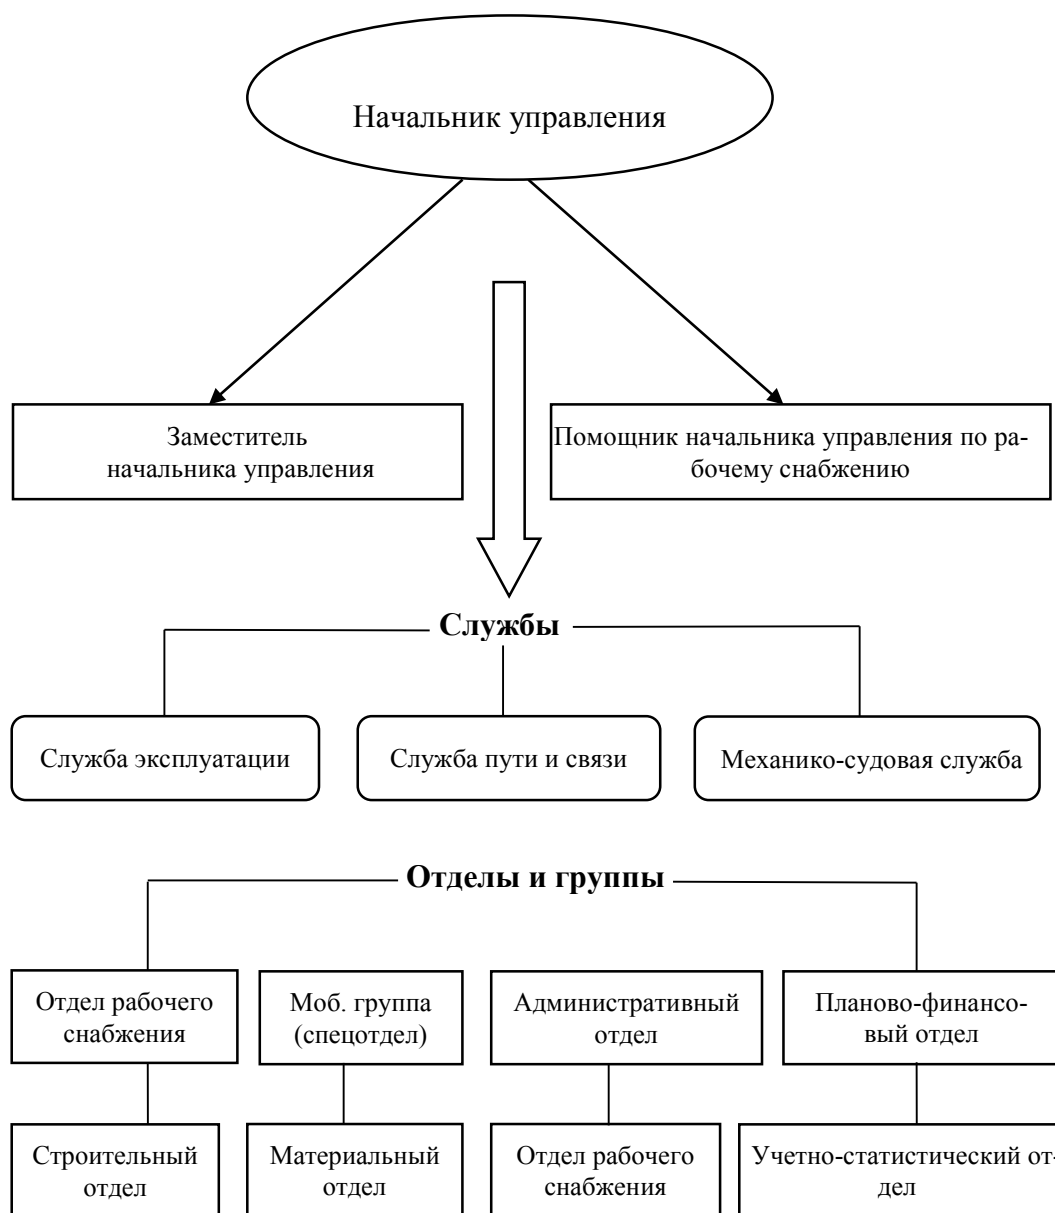 Начальник управления
Заместитель
начальника управления
Помощник начальника управления по ра-
бочему снабжению
Службы
Служба эксплуатации
Служба пути и связи
Механико-судовая служба
Отделы и группы
Отдел рабочего
снабжения
Моб. группа
(спецотдел)
Административный
отдел
Планово-финансо-
вый отдел
Строительный
отдел
Материальный
отдел
Отдел рабочего
снабжения
Учетно-статистический от-
дел